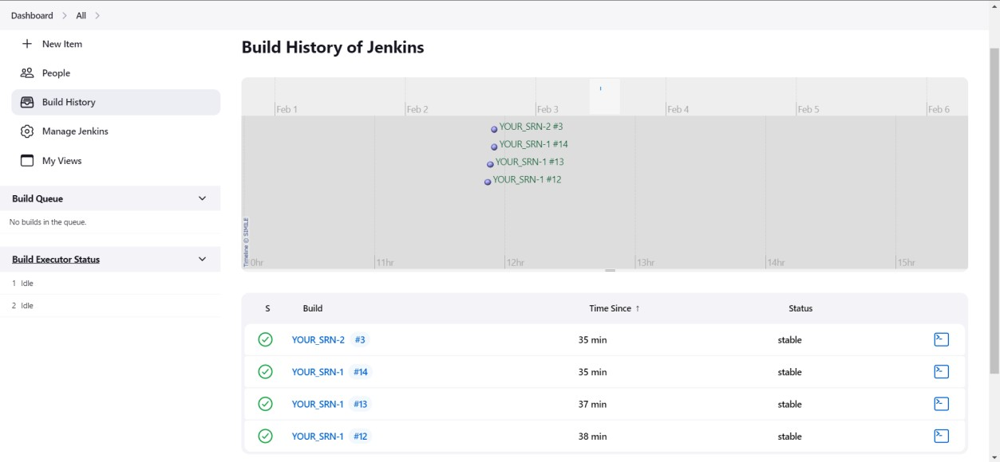 Dashboard > All >
New Item
People
Build History
Manage Jenkins
My Views
Build Queue
No builds in the queue.
Build Executor Status
1 Idle
2 Idle
Build History of Jenkins
Feb 1 Feb 2 Feb 3 Feb 4 Feb 5 Feb 6
YOUR_SRN-2 #3
YOUR_SRN-1 #14
YOUR_SRN-1 #13
YOUR_SRN-1 #12
Timeline © SIMILE
0hr 11hr 12hr 13hr 14hr 15hr
S Build Time Since ↑ Status
YOUR_SRN-2 #3 35 min stable
YOUR_SRN-1 #14 35 min stable
YOUR_SRN-1 #13 37 min stable
YOUR_SRN-1 #12 38 min stable